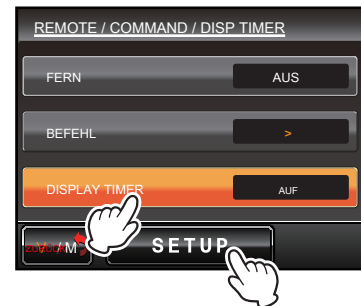 REMOTE / COMMAND / DISP TIMER
FERN AUS
BEFEHL >
DISPLAY TIMER AUF
SETUP